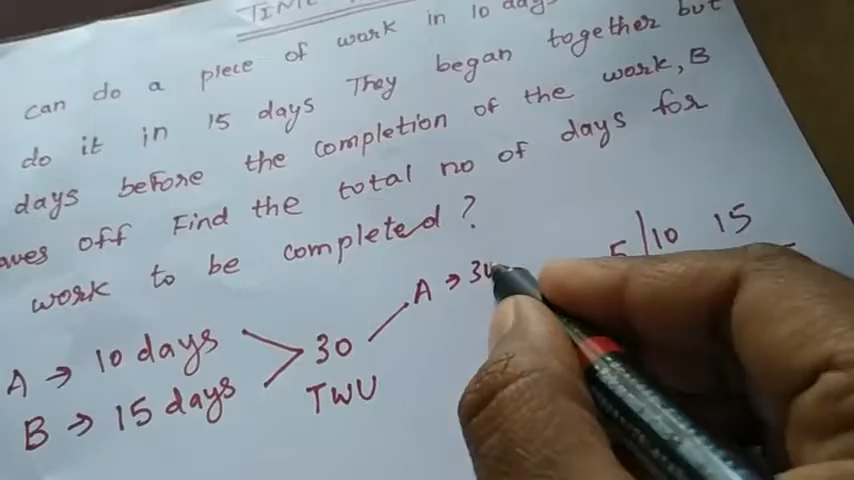 TIME
can do a piece of work in 10 days
do it in 15 days They began together but
days before the completion of the work, B
off Find the total no of days for
work to be completed ?
5 10 15
A → 30
A → 10 days
30
B → 15 days
TWU